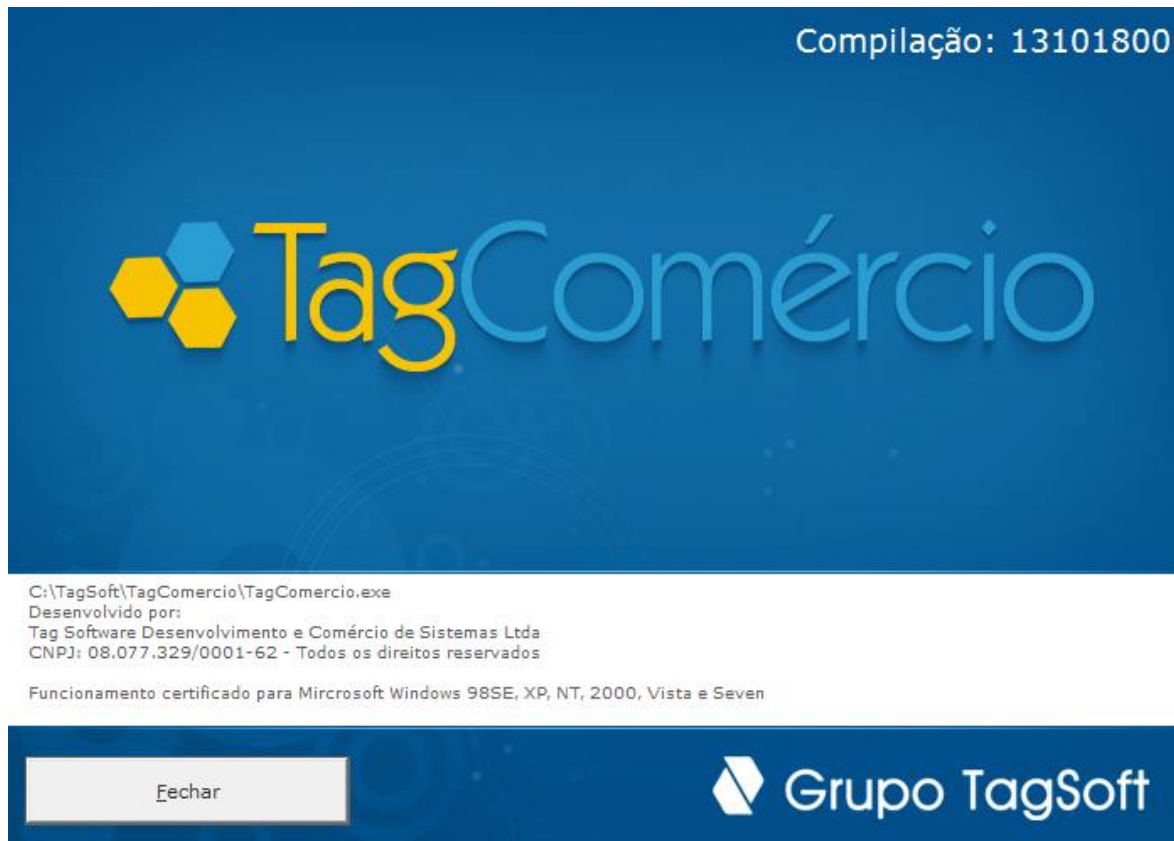 Compilação: 13101800
TagComércio
C:\TagSoft\TagComercio\TagComercio.exe
Desenvolvido por:
Tag Software Desenvolvimento e Comércio de Sistemas Ltda
CNPJ: 08.077.329/0001-62 - Todos os direitos reservados
Funcionamento certificado para Mircrosoft Windows 98SE, XP, NT, 2000, Vista e Seven
Fechar
Grupo TagSoft